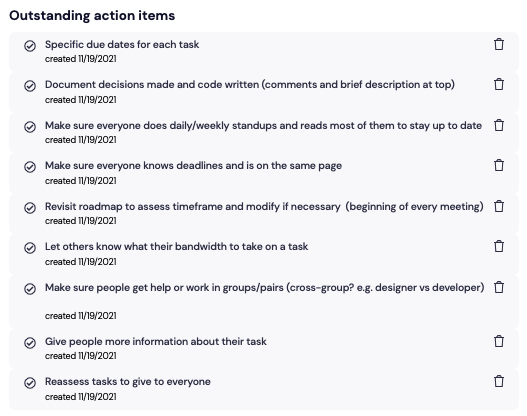 Outstanding action items
Specific due dates for each task
created 11/19/2021
Document decisions made and code written (comments and brief description at top)
created 11/19/2021
Make sure everyone does daily/weekly standups and reads most of them to stay up to date
created 11/19/2021
Make sure everyone knows deadlines and is on the same page
created 11/19/2021
Revisit roadmap to assess timeframe and modify if necessary  (beginning of every meeting)
created 11/19/2021
Let others know what their bandwidth to take on a task
created 11/19/2021
Make sure people get help or work in groups/pairs (cross-group? e.g. designer vs developer)
created 11/19/2021
Give people more information about their task
created 11/19/2021
Reassess tasks to give to everyone
created 11/19/2021